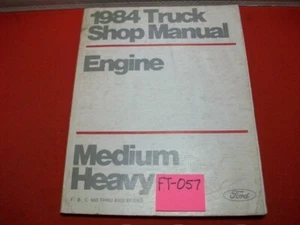 1984 Truck
Shop Manual
Engine
Medium
Heavy
FT-057
Ford